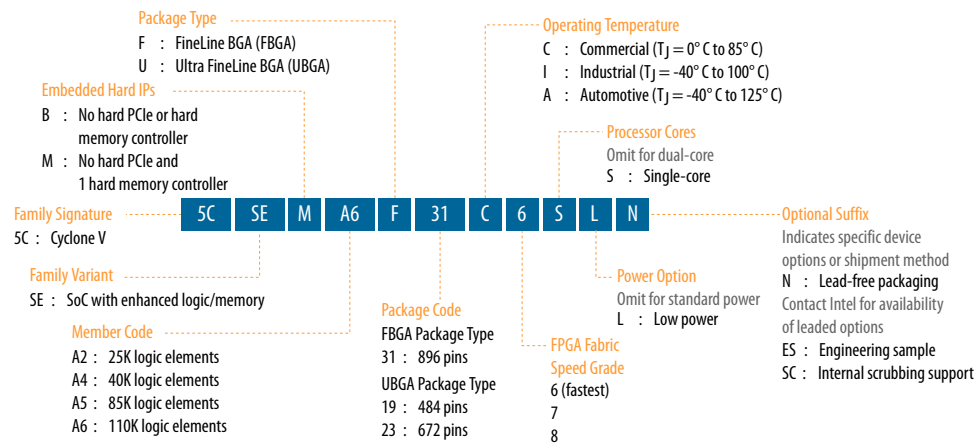 Package Type
F : FineLine BGA (FBGA)
U : Ultra FineLine BGA (UBGA)
Embedded Hard IPs
B : No hard PCIe or hard
memory controller
M : No hard PCIe and
1 hard memory controller
Operating Temperature
C : Commercial (TJ = 0° C to 85° C)
I : Industrial (TJ = -40° C to 100° C)
A : Automotive (TJ = -40° C to 125° C)
Processor Cores
Omit for dual-core
S : Single-core
5C SE M A6 F 31 C 6 S L N
Family Signature
5C : Cyclone V
Family Variant
SE : SoC with enhanced logic/memory
Member Code
A2 : 25K logic elements
A4 : 40K logic elements
A5 : 85K logic elements
A6 : 110K logic elements
Package Code
FBGA Package Type
31 : 896 pins
UBGA Package Type
19 : 484 pins
23 : 672 pins
FPGA Fabric
Speed Grade
6 (fastest)
7
8
Power Option
Omit for standard power
L : Low power
Optional Suffix
Indicates specific device
options or shipment method
N : Lead-free packaging
Contact Intel for availability
of leaded options
ES : Engineering sample
SC : Internal scrubbing support